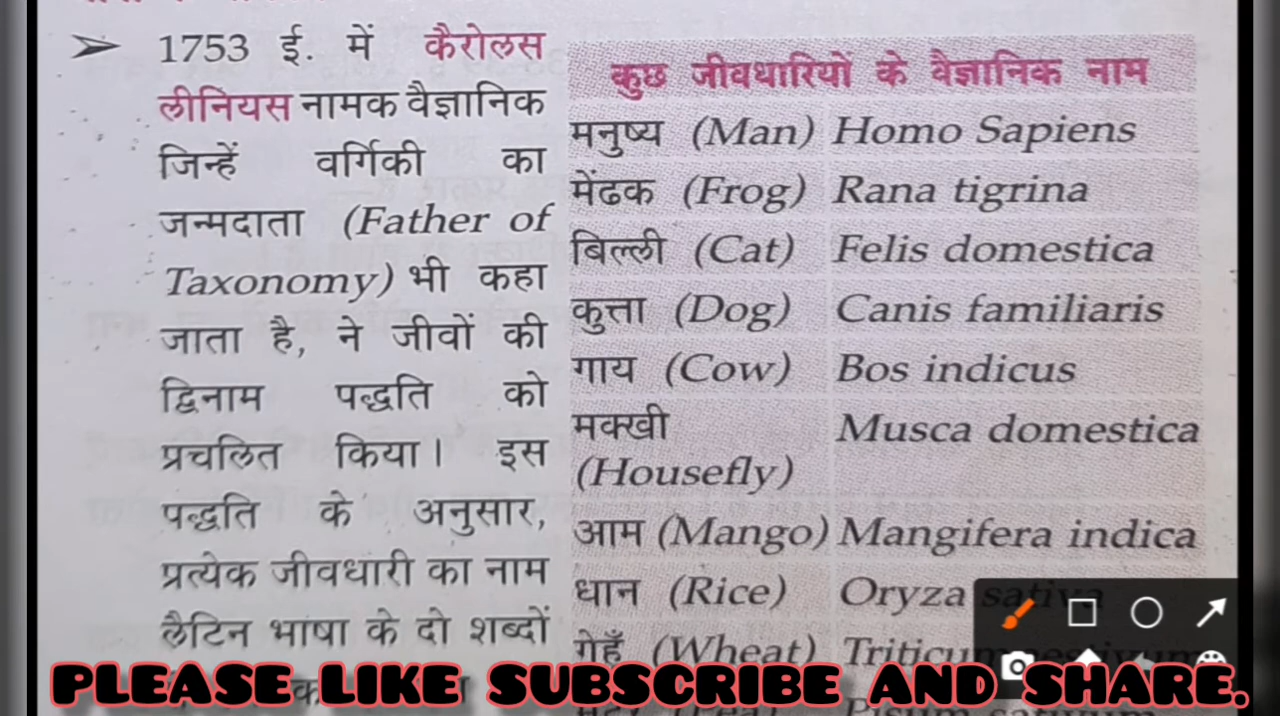 ➢ 1753 ई. में कैरोलस
लीनियस नामक वैज्ञानिक
जिन्हें वर्गिकी का
जन्मदाता (Father of
Taxonomy) भी कहा
जाता है, ने जीवों की
द्विनाम पद्धति को
प्रचलित किया। इस
पद्धति के अनुसार,
प्रत्येक जीवधारी का नाम
लैटिन भाषा के दो शब्दों
कुछ जीवधारियों के वैज्ञानिक नाम
मनुष्य (Man) Homo Sapiens
मेंढक (Frog) Rana tigrina
बिल्ली (Cat) Felis domestica
कुत्ता (Dog) Canis familiaris
गाय (Cow) Bos indicus
मक्खी Musca domestica
(Housefly)
आम (Mango) Mangifera indica
धान (Rice) Oryza sativa
गेहूँ (Wheat)
PLEASE LIKE SUBSCRIBE AND SHARE.